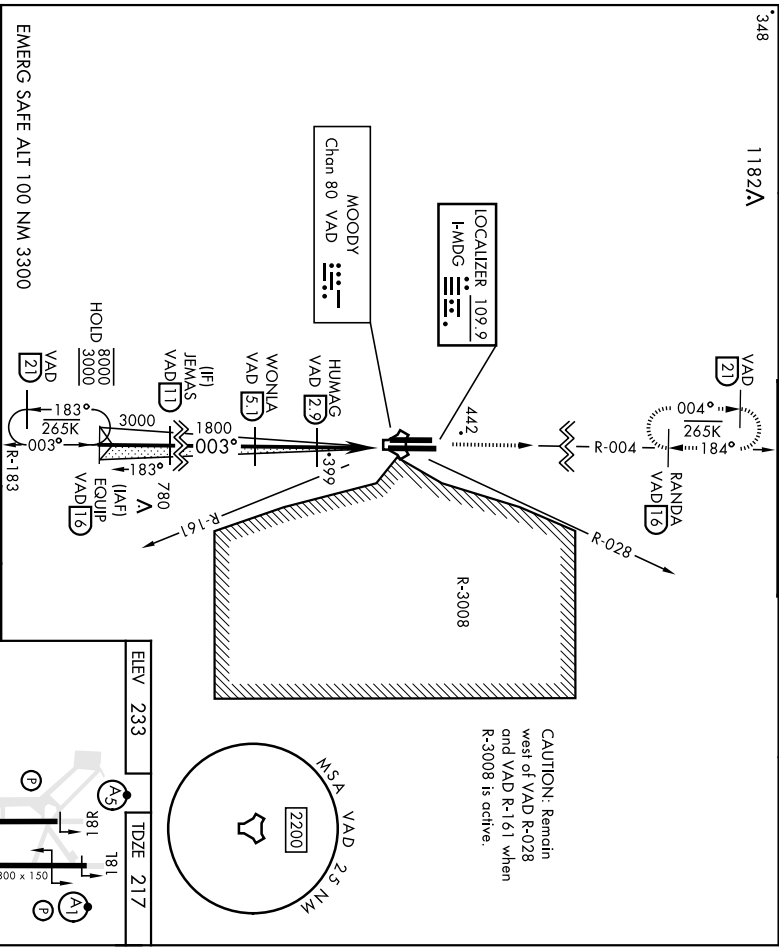 348
1182
EMERG SAFE ALT 100 NM 3300
LOCALIZER 109.9
I-MDG
MOODY
Chan 80 VAD
VAD
21
004°
265K
184°
RANDA
VAD 16
R-004
R-028
442
R-3008
CAUTION: Remain
west of VAD R-028
and VAD R-161 when
R-3008 is active.
399
HUMAG
VAD 2.9
WONLA
VAD 5.1
1800
003°
R-161
(IF)
JEMAS
VAD 11
3000
183°
780
(IAF)
EQUIP
VAD 16
HOLD 8000
3000
VAD
21
183°
265K
003°
R-183
MSA VAD 25 NM
2200
ELEV 233
TDZE 217
A5
P
18R
18L
A1
P
00 x 150